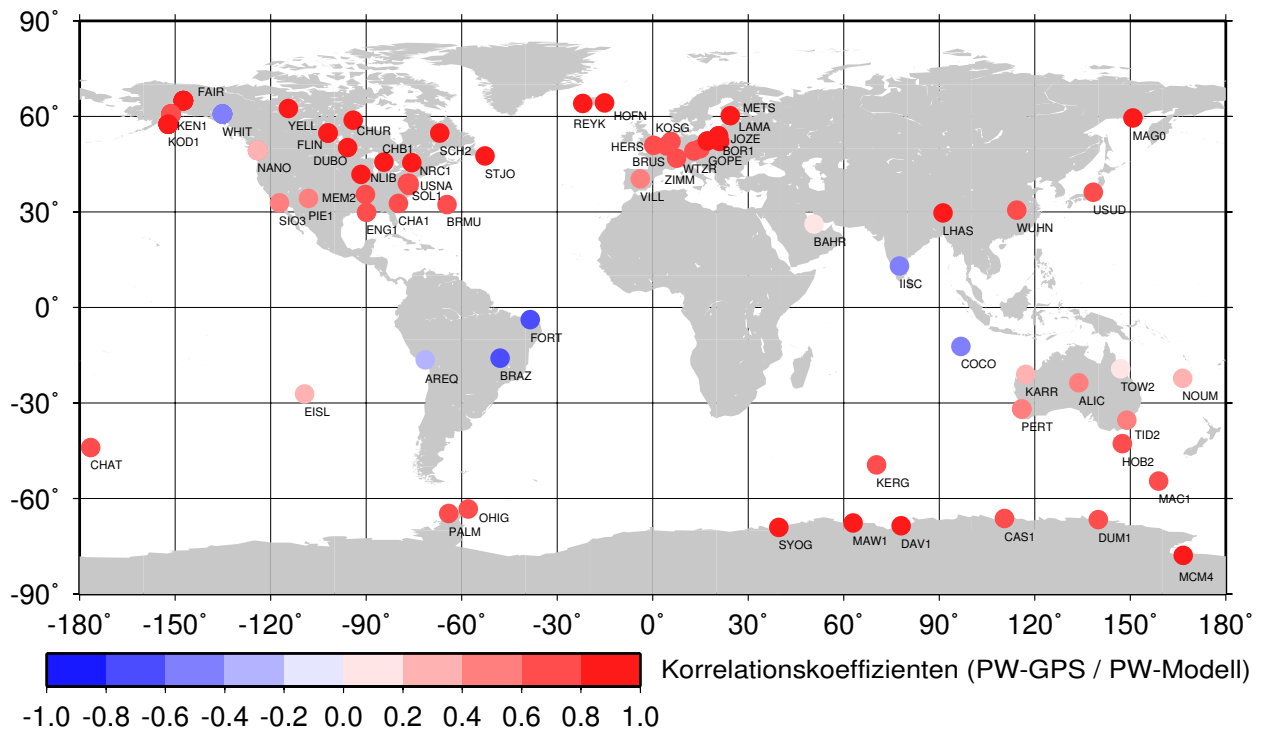 90°
60°
30°
0°
-30°
-60°
-90°
FAIR
KEN1
KOD1
WHIT
YELL
CHUR
FLIN
DUBO
CHB1
SCH2
STJO
NANO
NLIB
NRC1
USNA
SOL1
MEM2
SIO3
PIE1
ENG1
CHA1
BRMU
REYK
HOFN
METS
KOSG
LAMA
HERS
JOZE
BOR1
BRUS
GOPE
WTZR
ZIMM
VILL
MAG0
USUD
WUHN
LHAS
BAHR
IISC
FORT
AREQ
BRAZ
COCO
EISL
KARR
TOW2
ALIC
NOUM
PERT
TID2
HOB2
CHAT
KERG
MAC1
OHIG
PALM
SYOG
MAW1
DAV1
CAS1
DUM1
MCM4
-180° -150° -120° -90° -60° -30° 0° 30° 60° 90° 120° 150° 180°
Korrelationskoeffizienten (PW-GPS / PW-Modell)
-1.0 -0.8 -0.6 -0.4 -0.2 0.0 0.2 0.4 0.6 0.8 1.0